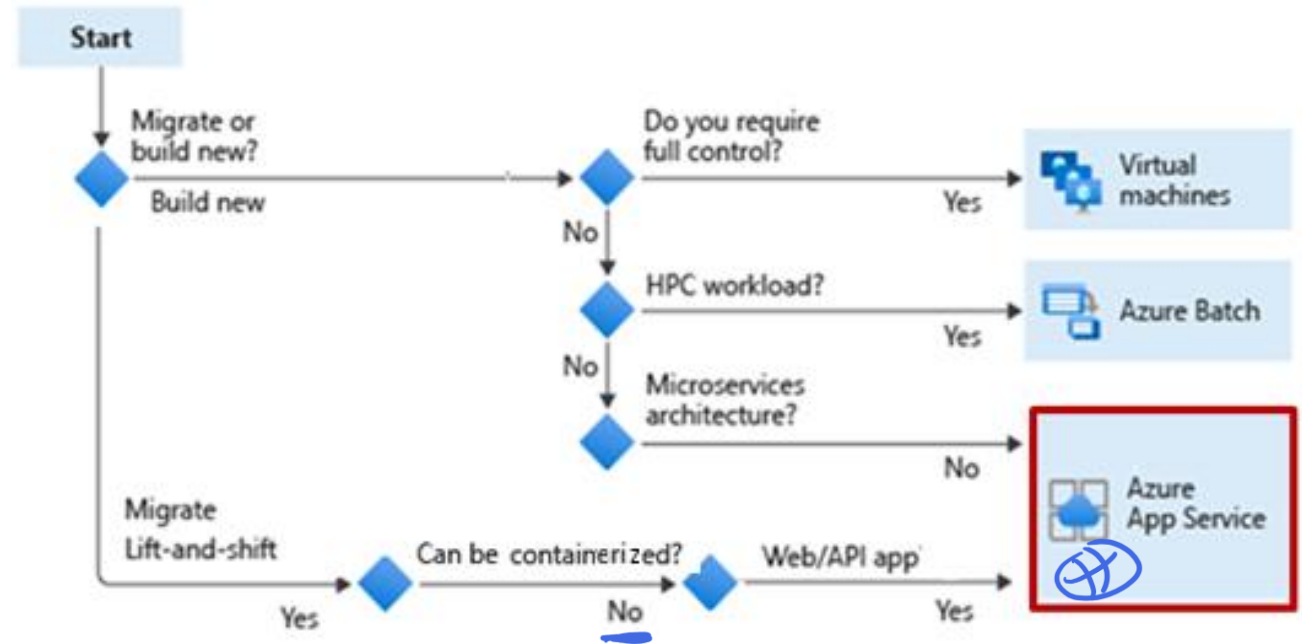 Start
Migrate or
build new?
Build new
Do you require
full control?
Yes
Virtual
machines
No
HPC workload?
Yes
Azure Batch
No
Microservices
architecture?
No
Azure
App Service
Migrate
Lift-and-shift
Yes
Can be containerized?
No
Web/API app
Yes